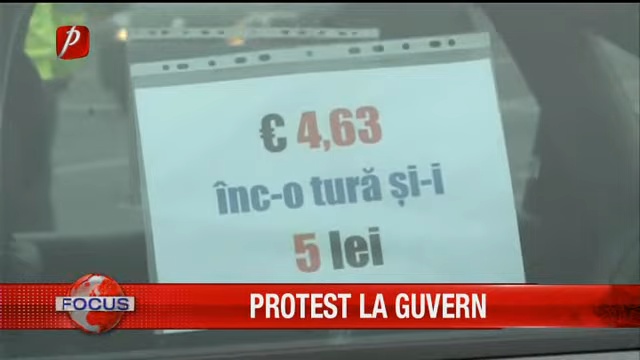 p
€ 4,63
înc-o tură și-i
5 lei
FOCUS
PROTEST LA GUVERN